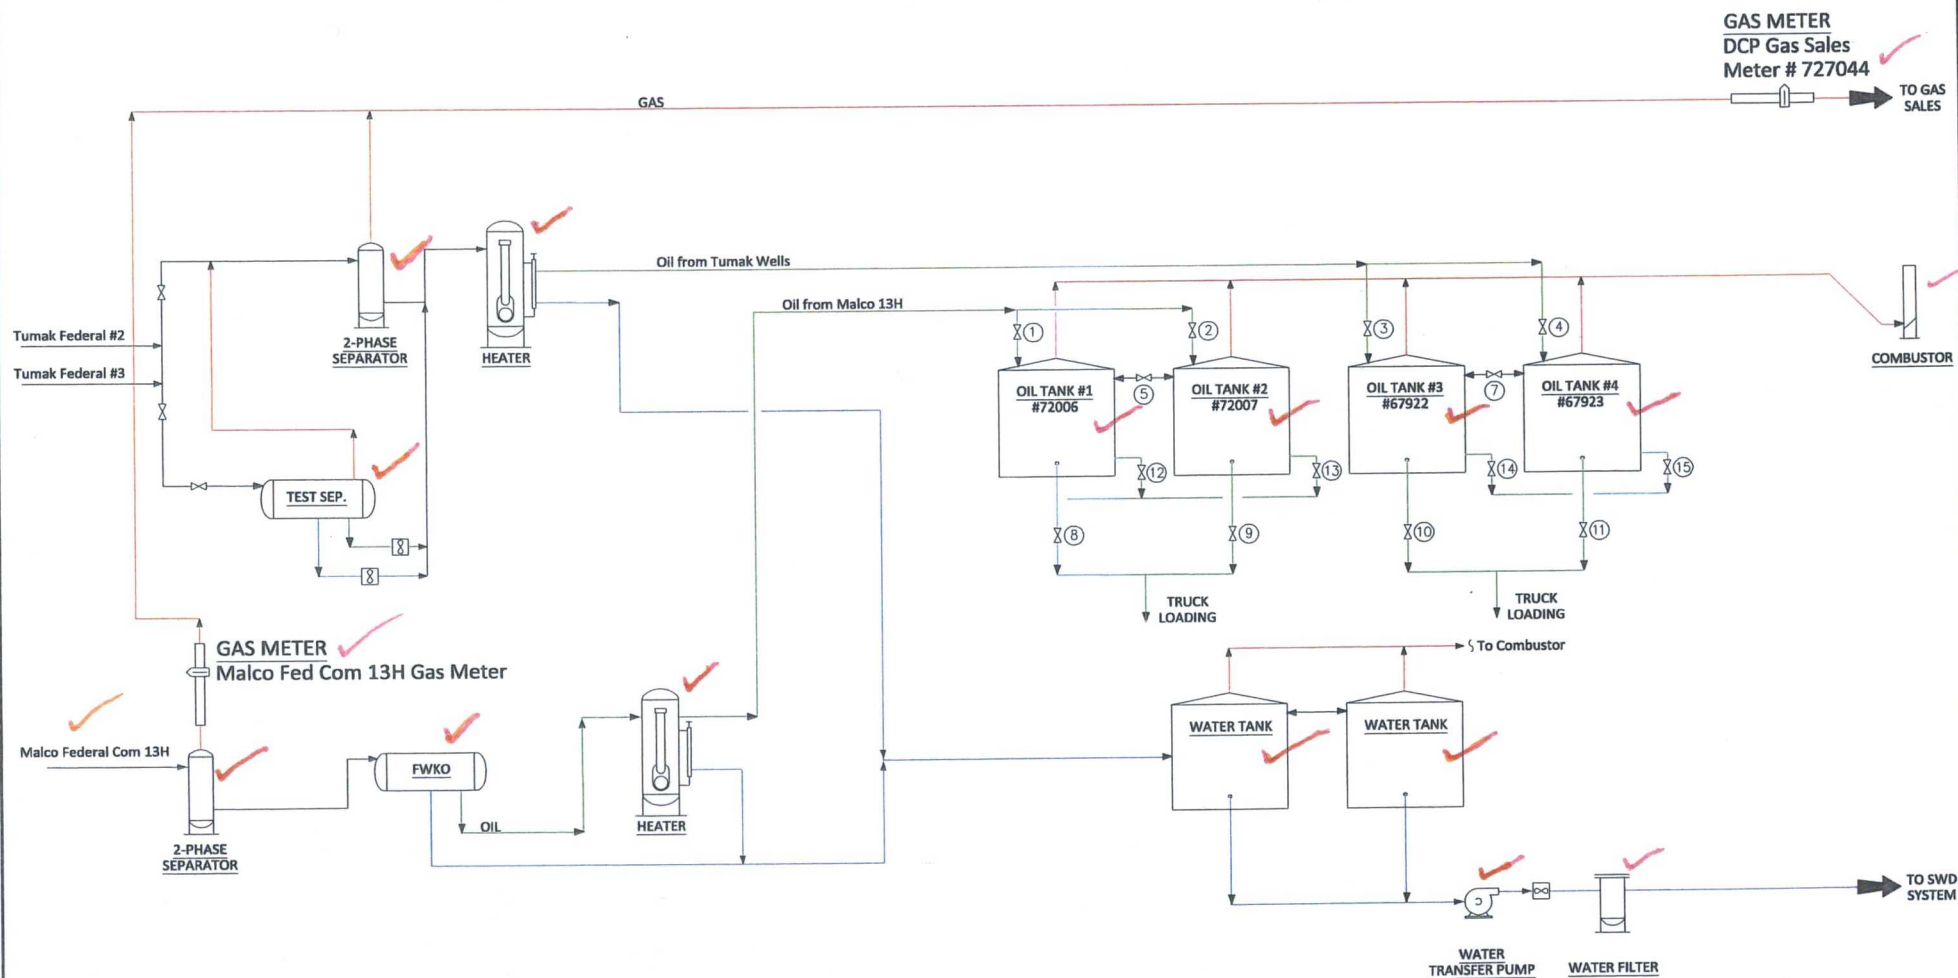 GAS METER
DCP Gas Sales
Meter # 727044
TO GAS
SALES
GAS
Oil from Tumak Wells
Oil from Malco 13H
Tumak Federal #2
Tumak Federal #3
2-PHASE
SEPARATOR
HEATER
COMBUSTOR
1
2
3
4
OIL TANK #1
#72006
5
OIL TANK #2
#72007
OIL TANK #3
#67922
7
OIL TANK #4
#67923
12
13
14
15
TEST SEP.
8
9
10
11
TRUCK
LOADING
TRUCK
LOADING
GAS METER
Malco Fed Com 13H Gas Meter
To Combustor
Malco Federal Com 13H
FWKO
OIL
HEATER
2-PHASE
SEPARATOR
WATER TANK
WATER TANK
TO SWD
SYSTEM
WATER
TRANSFER PUMP
WATER FILTER